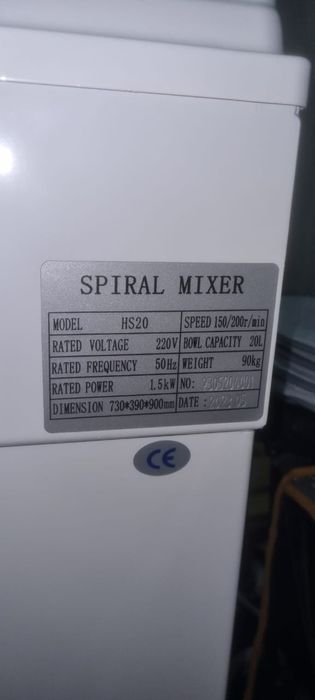 SPIRAL MIXER
MODEL HS20 SPEED 150/200r/min
RATED VOLTAGE 220V BOWL CAPACITY 20L
RATED FREQUENCY 50Hz WEIGHT 90kg
RATED POWER 1.5kW NO:
DIMENSION 730*390*900mm DATE :
CE